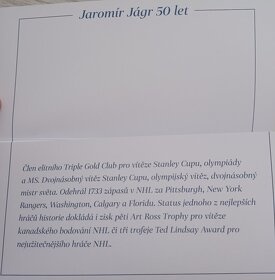 Jaromír Jágr 50 let
Člen elitního Triple Gold Club pro vítěze Stanley Cupu, olympiády
a MS. Dvojnásobný vítěz Stanley Cupu, olympijský vítěz, dvojnásobný
mistr světa. Odehrál 1733 zápasů v NHL za Pittsburgh, New York
Rangers, Washington, Calgary a Floridu. Status jednoho z nejlepších
hráčů historie dokládá i zisk pěti Art Ross Trophy pro vítěze
kanadského bodování NHL či tři trofeje Ted Lindsay Award pro
nejužitečnějšího hráče NHL.